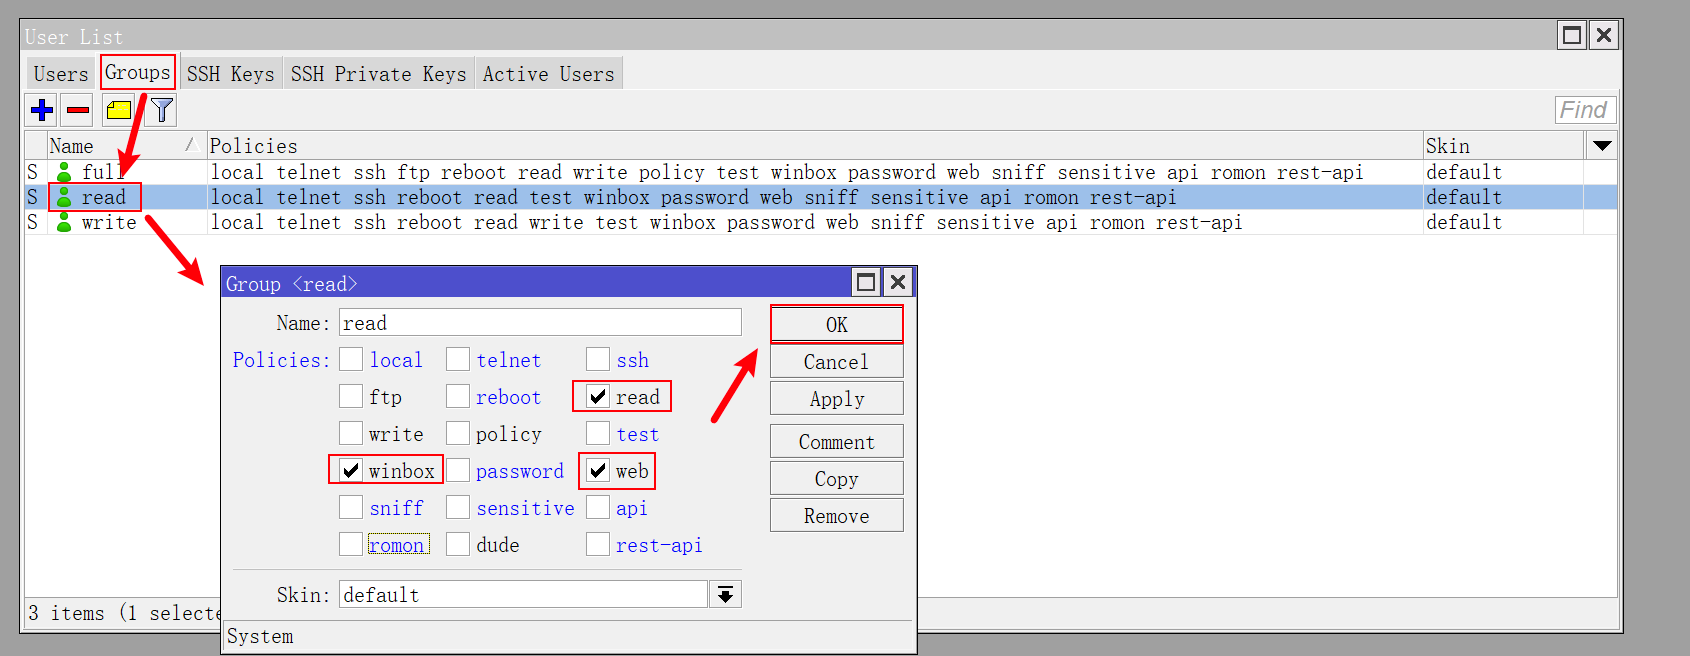 User List
Users Groups SSH Keys SSH Private Keys Active Users
Find
Name Policies Skin
S full local telnet ssh ftp reboot read write policy test winbox password web sniff sensitive api romon rest-api default
S read local telnet ssh reboot read test winbox password web sniff sensitive api romon rest-api default
S write local telnet ssh reboot read write test winbox password web sniff sensitive api romon rest-api default
Group <read>
Name: read OK
Policies: local telnet ssh Cancel
ftp reboot read Apply
write policy test Comment
winbox password web Copy
sniff sensitive api Remove
romon dude rest-api
Skin: default
3 items (1 selecte
System